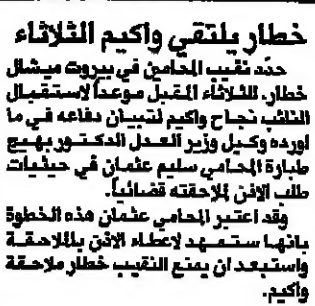 خطار يلتقي واكيم الثلاثاء
حدّد نقيب المحامين في بيروت ميشال
خطار، للثلاثاء المقبل موعداً لاستقبال
النائب نجاح واكيم لتبيان دفاعه في ما
اورده وكيل وزير العدل الدكتور بهيج
طبارة المحامي سليم عثمان في حيثيات
طلب الاذن لملاحقته قضائياً.
وقد اعتبر المحامي عثمان هذه الخطوة
بانها ستمهد لاعطاء الاذن بالملاحقة
واستبعد ان يمنع النقيب خطار ملاحقة
واكيم.